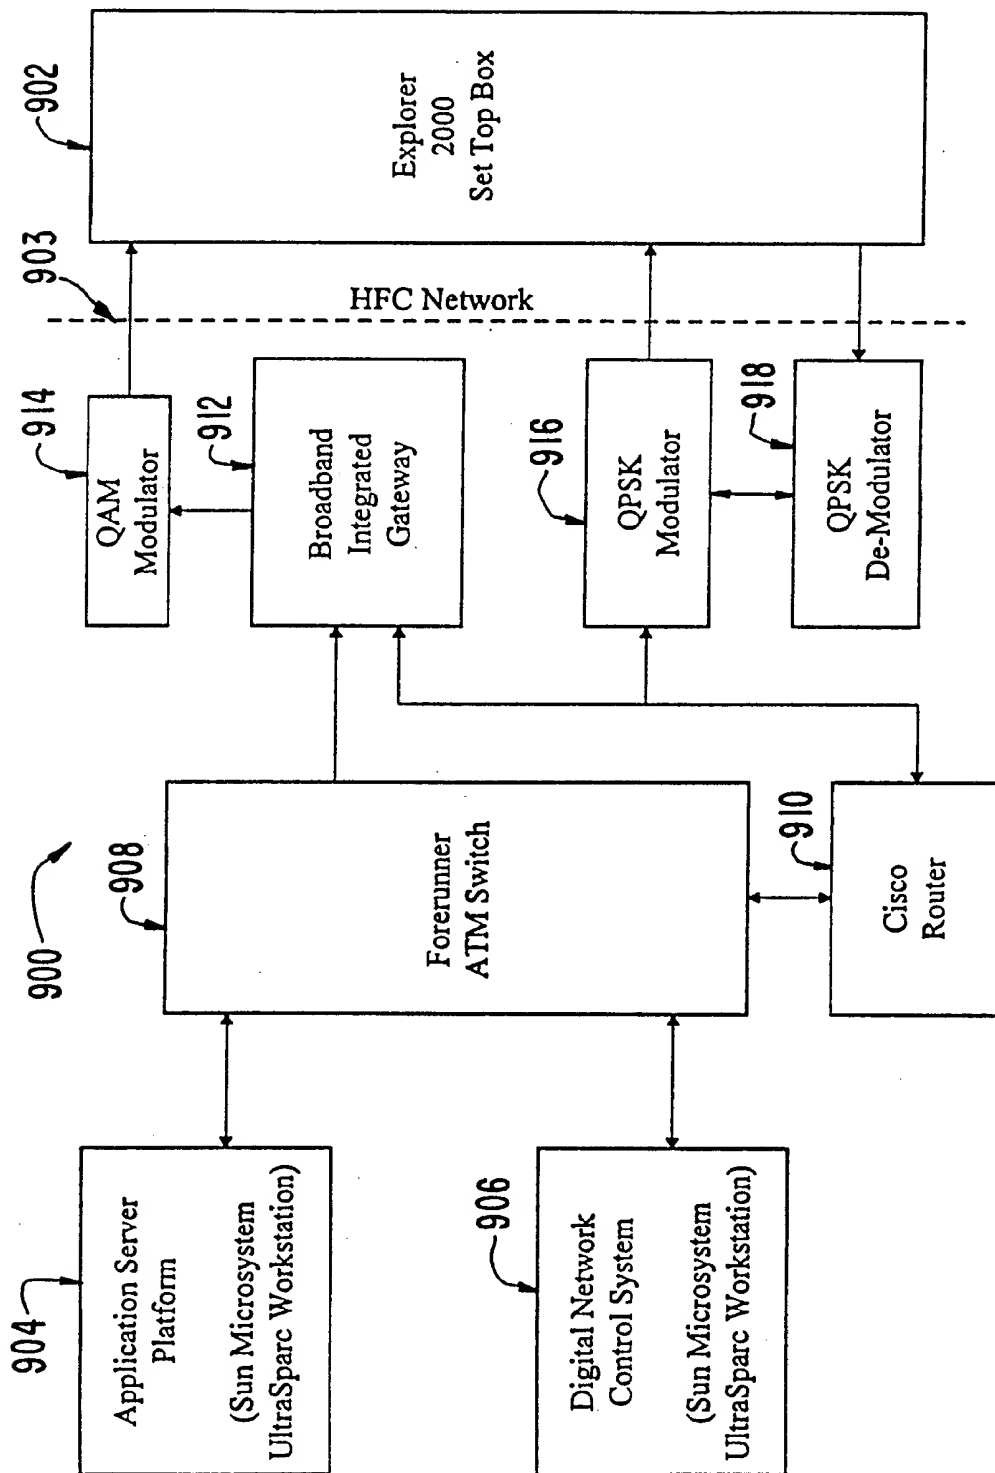 900
904
Application Server
Platform
(Sun Microsystem
UltraSparc Workstation)
906
Digital Network
Control System
(Sun Microsystem
UltraSparc Workstation)
908
Forerunner
ATM Switch
910
Cisco
Router
914
QAM
Modulator
912
Broadband
Integrated
Gateway
916
QPSK
Modulator
918
QPSK
De-Modulator
903
HFC Network
902
Explorer
2000
Set Top Box